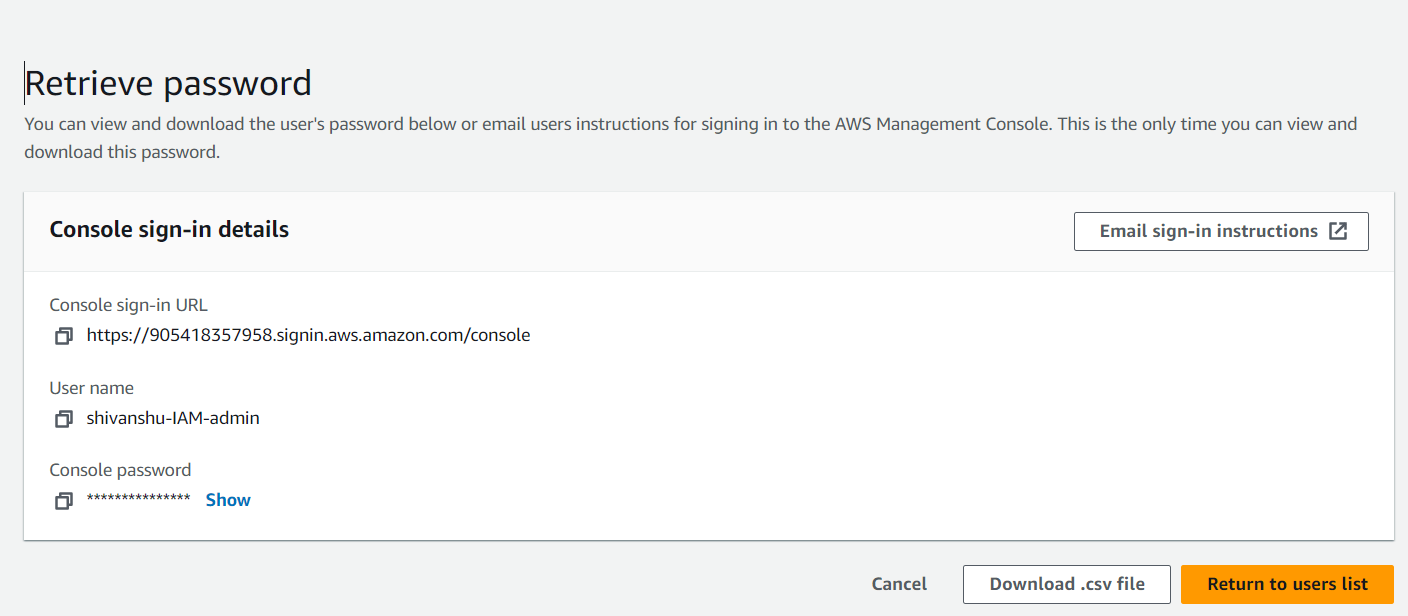 Retrieve password
You can view and download the user's password below or email users instructions for signing in to the AWS Management Console. This is the only time you can view and
download this password.
Console sign-in details
Email sign-in instructions
Console sign-in URL
https://905418357958.signin.aws.amazon.com/console
User name
shivanshu-IAM-admin
Console password
*************** Show
Cancel
Download .csv file
Return to users list